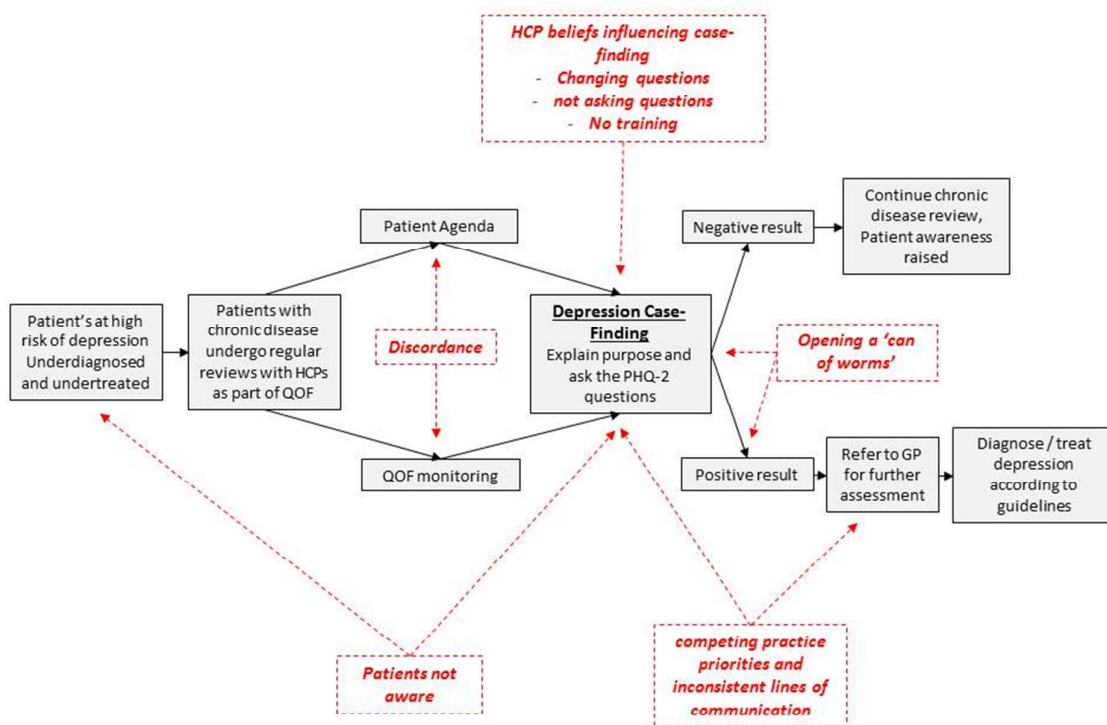 HCP beliefs influencing case-
finding
- Changing questions
- not asking questions
- No training
Patient Agenda
Negative result
Continue chronic
disease review,
Patient awareness
raised
Patient's at high
risk of depression
Underdiagnosed
and undertreated
Patients with
chronic disease
undergo regular
reviews with HCPs
as part of QOF
Discordance
Depression Case-
Finding
Explain purpose and
ask the PHQ-2
questions
Opening a ‘can
of worms’
QOF monitoring
Positive result
Refer to GP
for further
assessment
Diagnose / treat
depression
according to
guidelines
Patients not
aware
competing practice
priorities and
inconsistent lines of
communication